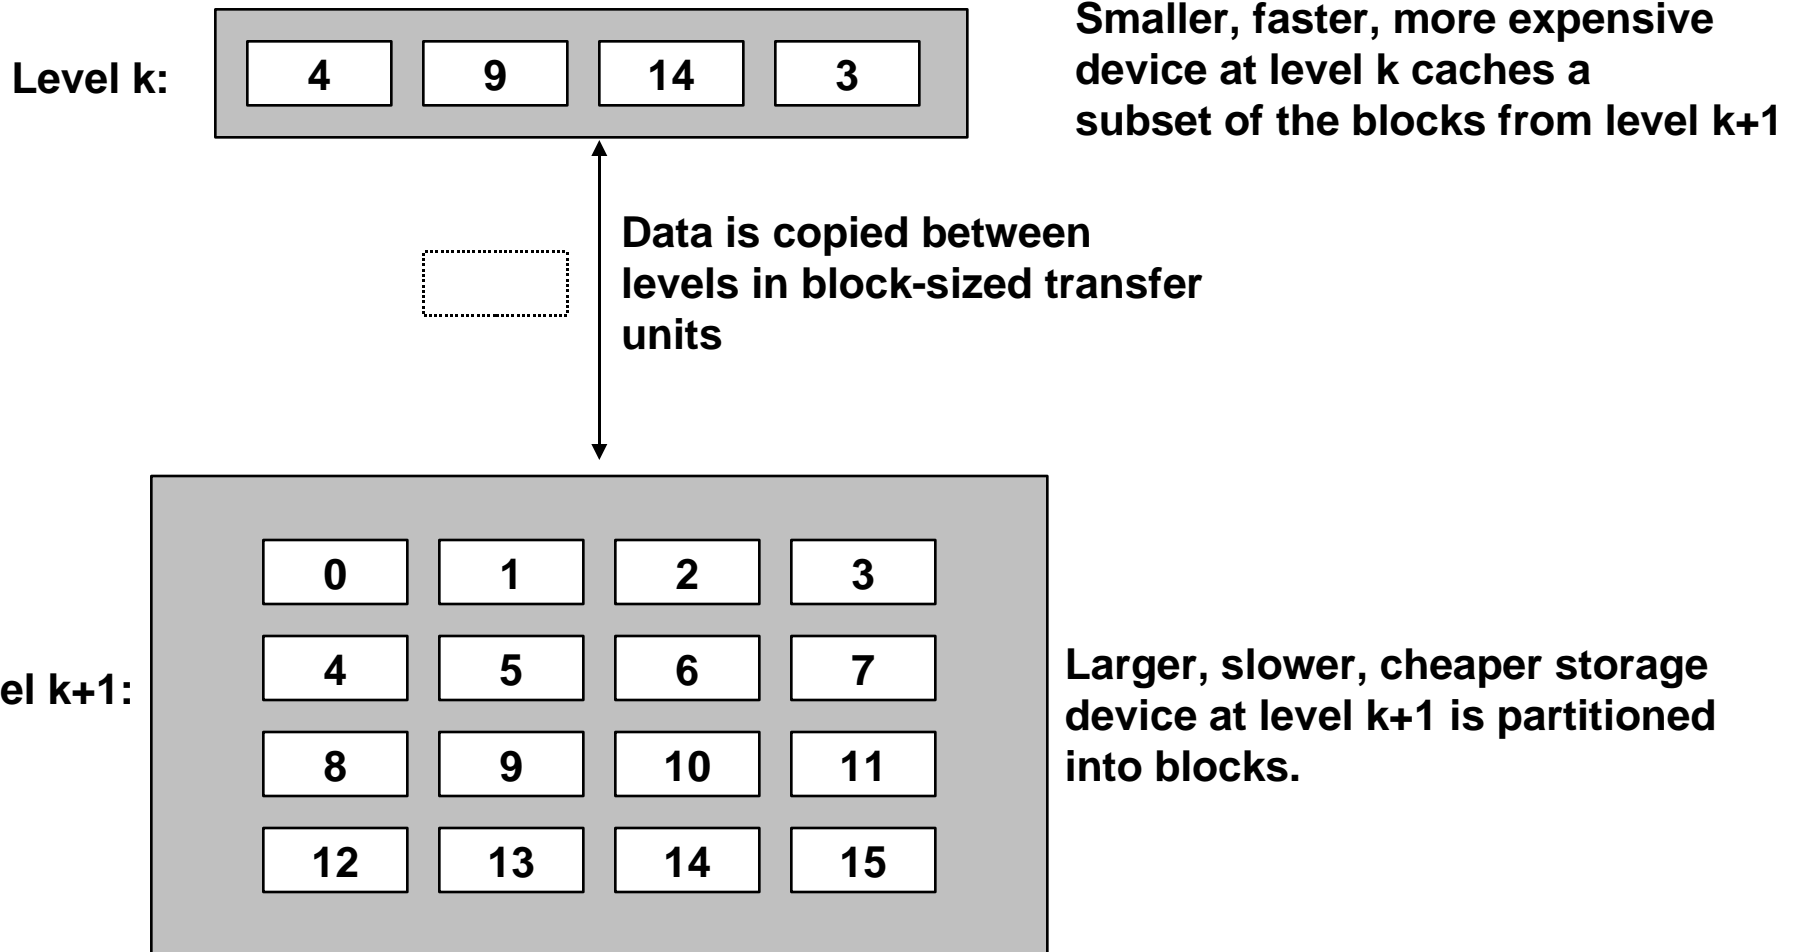 Smaller, faster, more expensive
device at level k caches a
subset of the blocks from level k+1
Level k:
4 9 14 3
Data is copied between
levels in block-sized transfer
units
0 1 2 3
4 5 6 7
8 9 10 11
12 13 14 15
el k+1:
Larger, slower, cheaper storage
device at level k+1 is partitioned
into blocks.